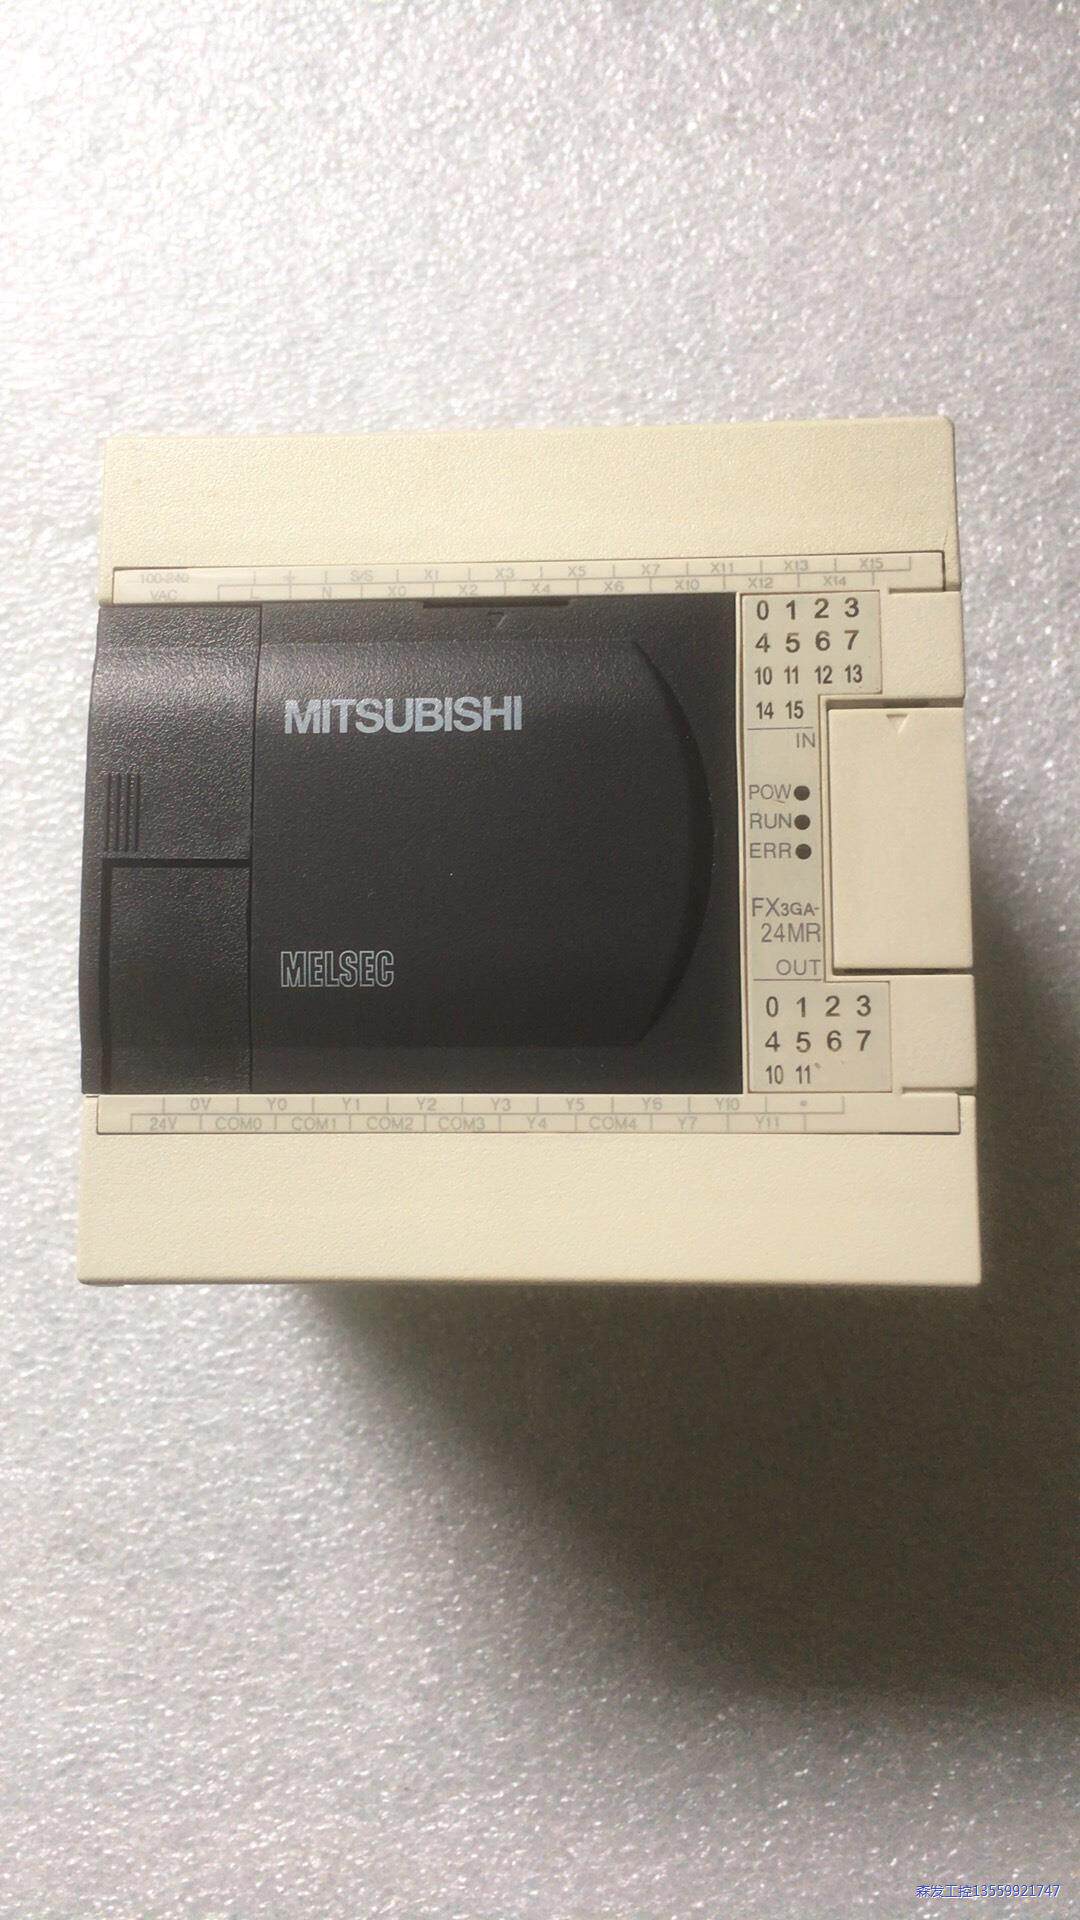 S/S X1 X3 X5 X7 X11 X13 X15
100-240
VAC L N X0 X2 X4 X6 X10 X12 X14
0 1 2 3
4 5 6 7
10 11 12 13
14 15
IN
MITSUBISHI
POW
RUN
ERR
FX3GA-
24MR
MELSEC
OUT
0 1 2 3
4 5 6 7
10 11
0V Y0 Y1 Y2 Y3 Y5 Y6 Y10
24V COM0 COM1 COM2 COM3 Y4 COM4 Y7 Y11
森发工控13559921747